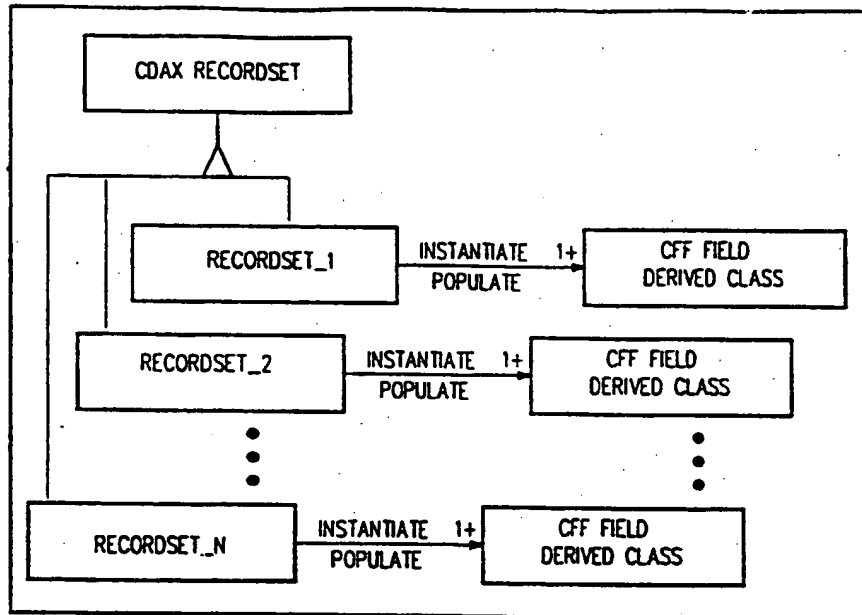 CDAX RECORDSET
RECORDSET_1
INSTANTIATE 1+
POPULATE
CFF FIELD
DERIVED CLASS
RECORDSET_2
INSTANTIATE 1+
POPULATE
CFF FIELD
DERIVED CLASS
RECORDSET_N
INSTANTIATE 1+
POPULATE
CFF FIELD
DERIVED CLASS